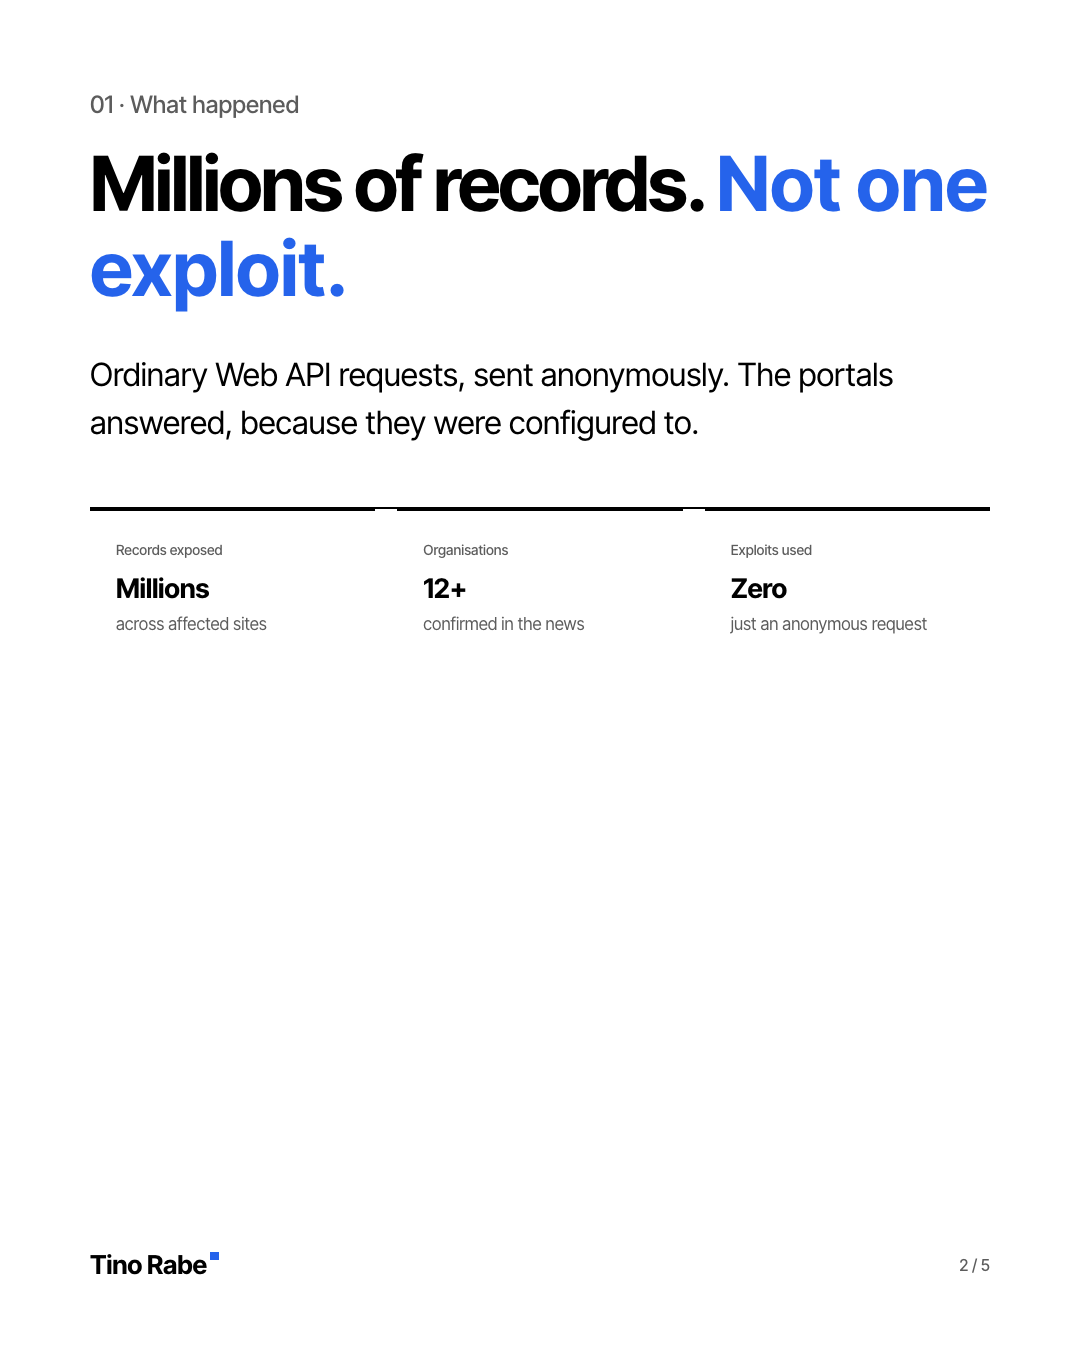 01 · What happened
Millions of records. Not one
exploit.
Ordinary Web API requests, sent anonymously. The portals
answered, because they were configured to.
Records exposed
Millions
across affected sites
Organisations
12+
confirmed in the news
Exploits used
Zero
just an anonymous request
Tino Rabe
2 / 5